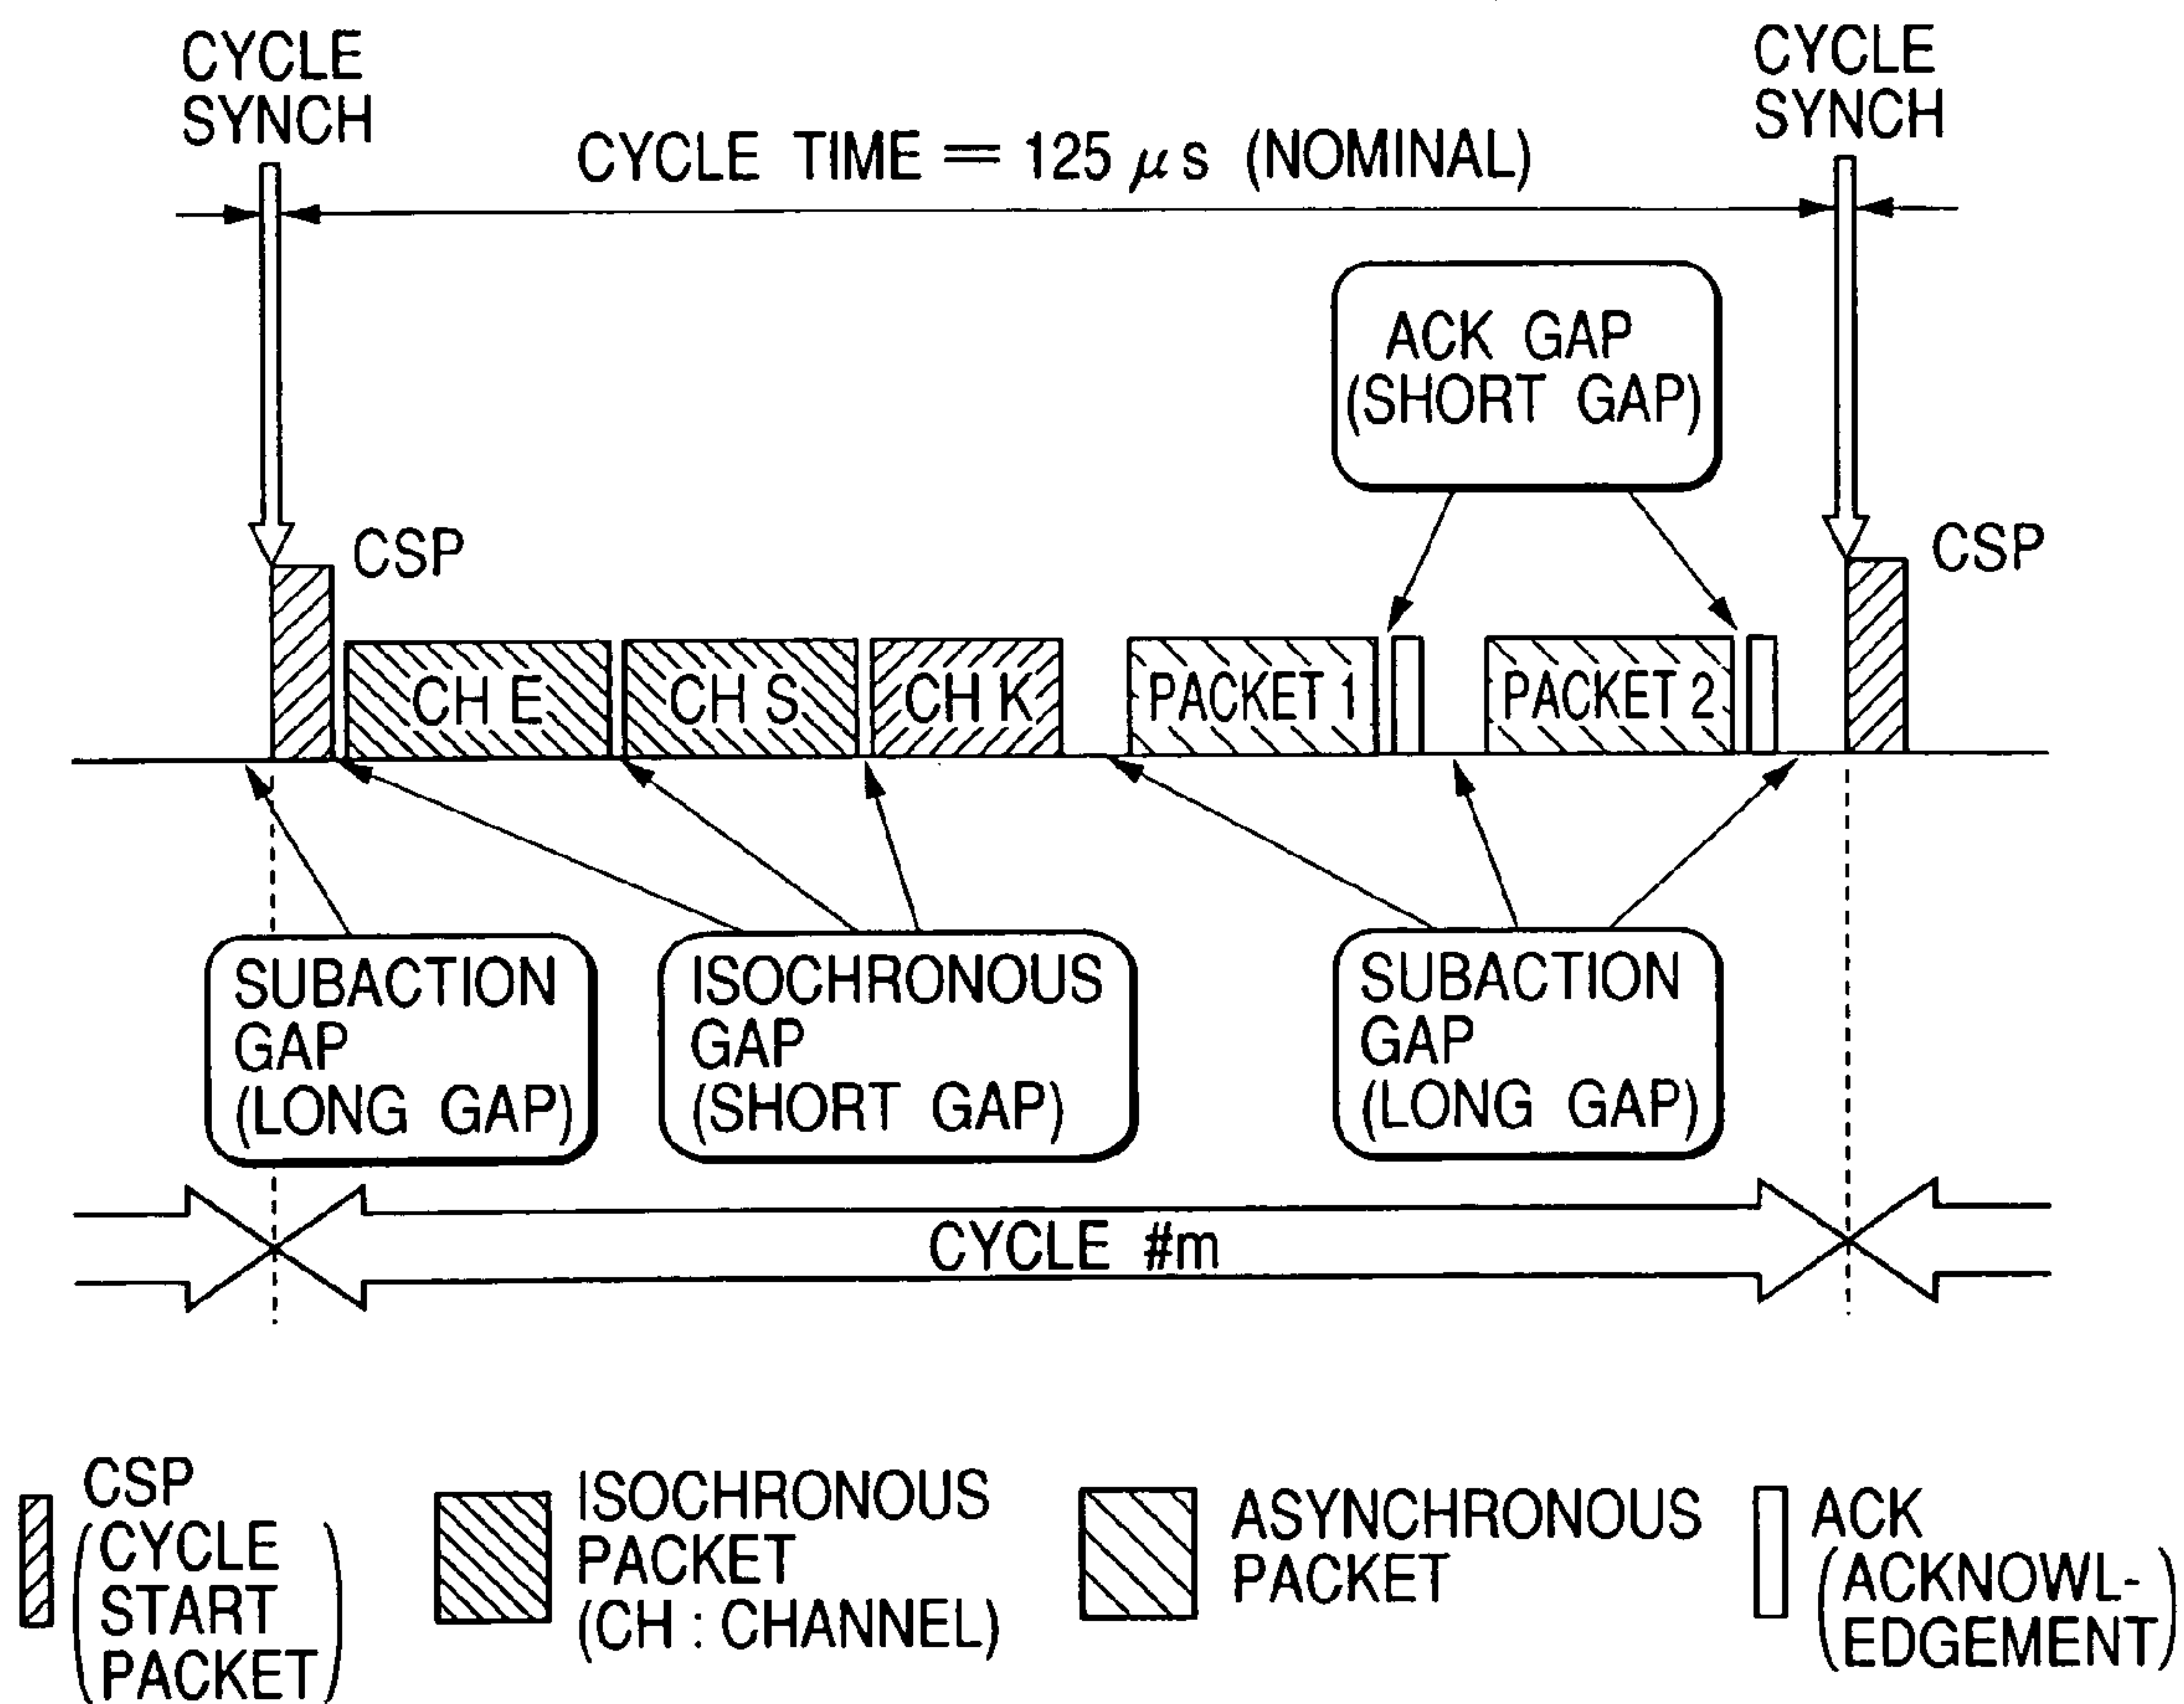 CYCLE
SYNCH
CYCLE TIME = 125 μs (NOMINAL)
CYCLE
SYNCH
ACK GAP
(SHORT GAP)
CSP
CSP
CH E
CH S
CH K
PACKET 1
PACKET 2
SUBACTION
GAP
(LONG GAP)
ISOCHRONOUS
GAP
(SHORT GAP)
SUBACTION
GAP
(LONG GAP)
CYCLE #m
CSP
(CYCLE
START
PACKET)
ISOCHRONOUS
PACKET
(CH : CHANNEL)
ASYNCHRONOUS
PACKET
ACK
(ACKNOWL-
EDGEMENT)